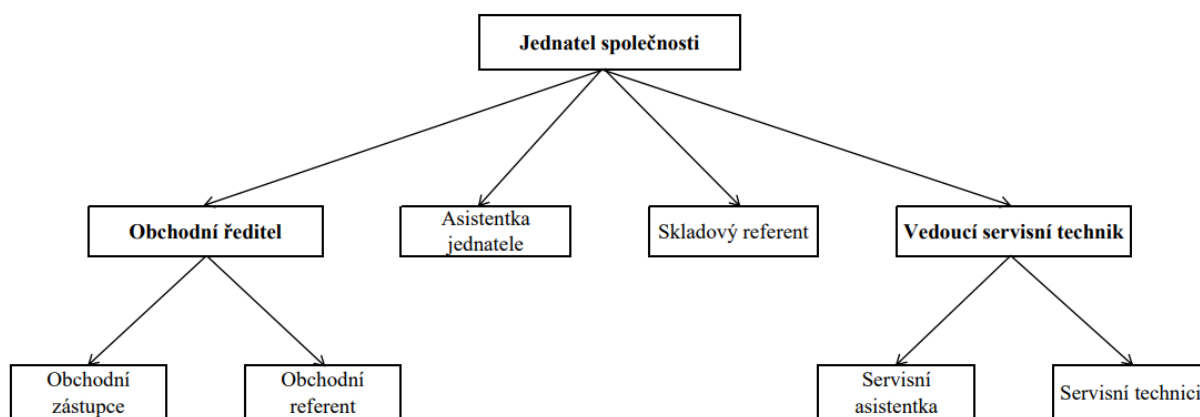 Jednatel společnosti
Obchodní ředitel
Asistentka
jednatele
Skladový referent
Vedoucí servisní technik
Obchodní
zástupce
Obchodní
referent
Servisní
asistentka
Servisní technici